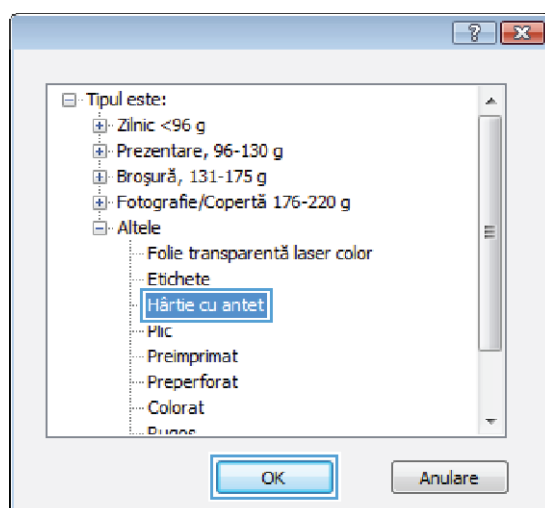 Tipul este:
Zilnic <96 g
Prezentare, 96-130 g
Broşură, 131-175 g
Fotografie/Copertă 176-220 g
Altele
Folie transparentă laser color
Etichete
Hârtie cu antet
Plic
Preimprimat
Preperforat
Colorat
Rugos
OK Anulare